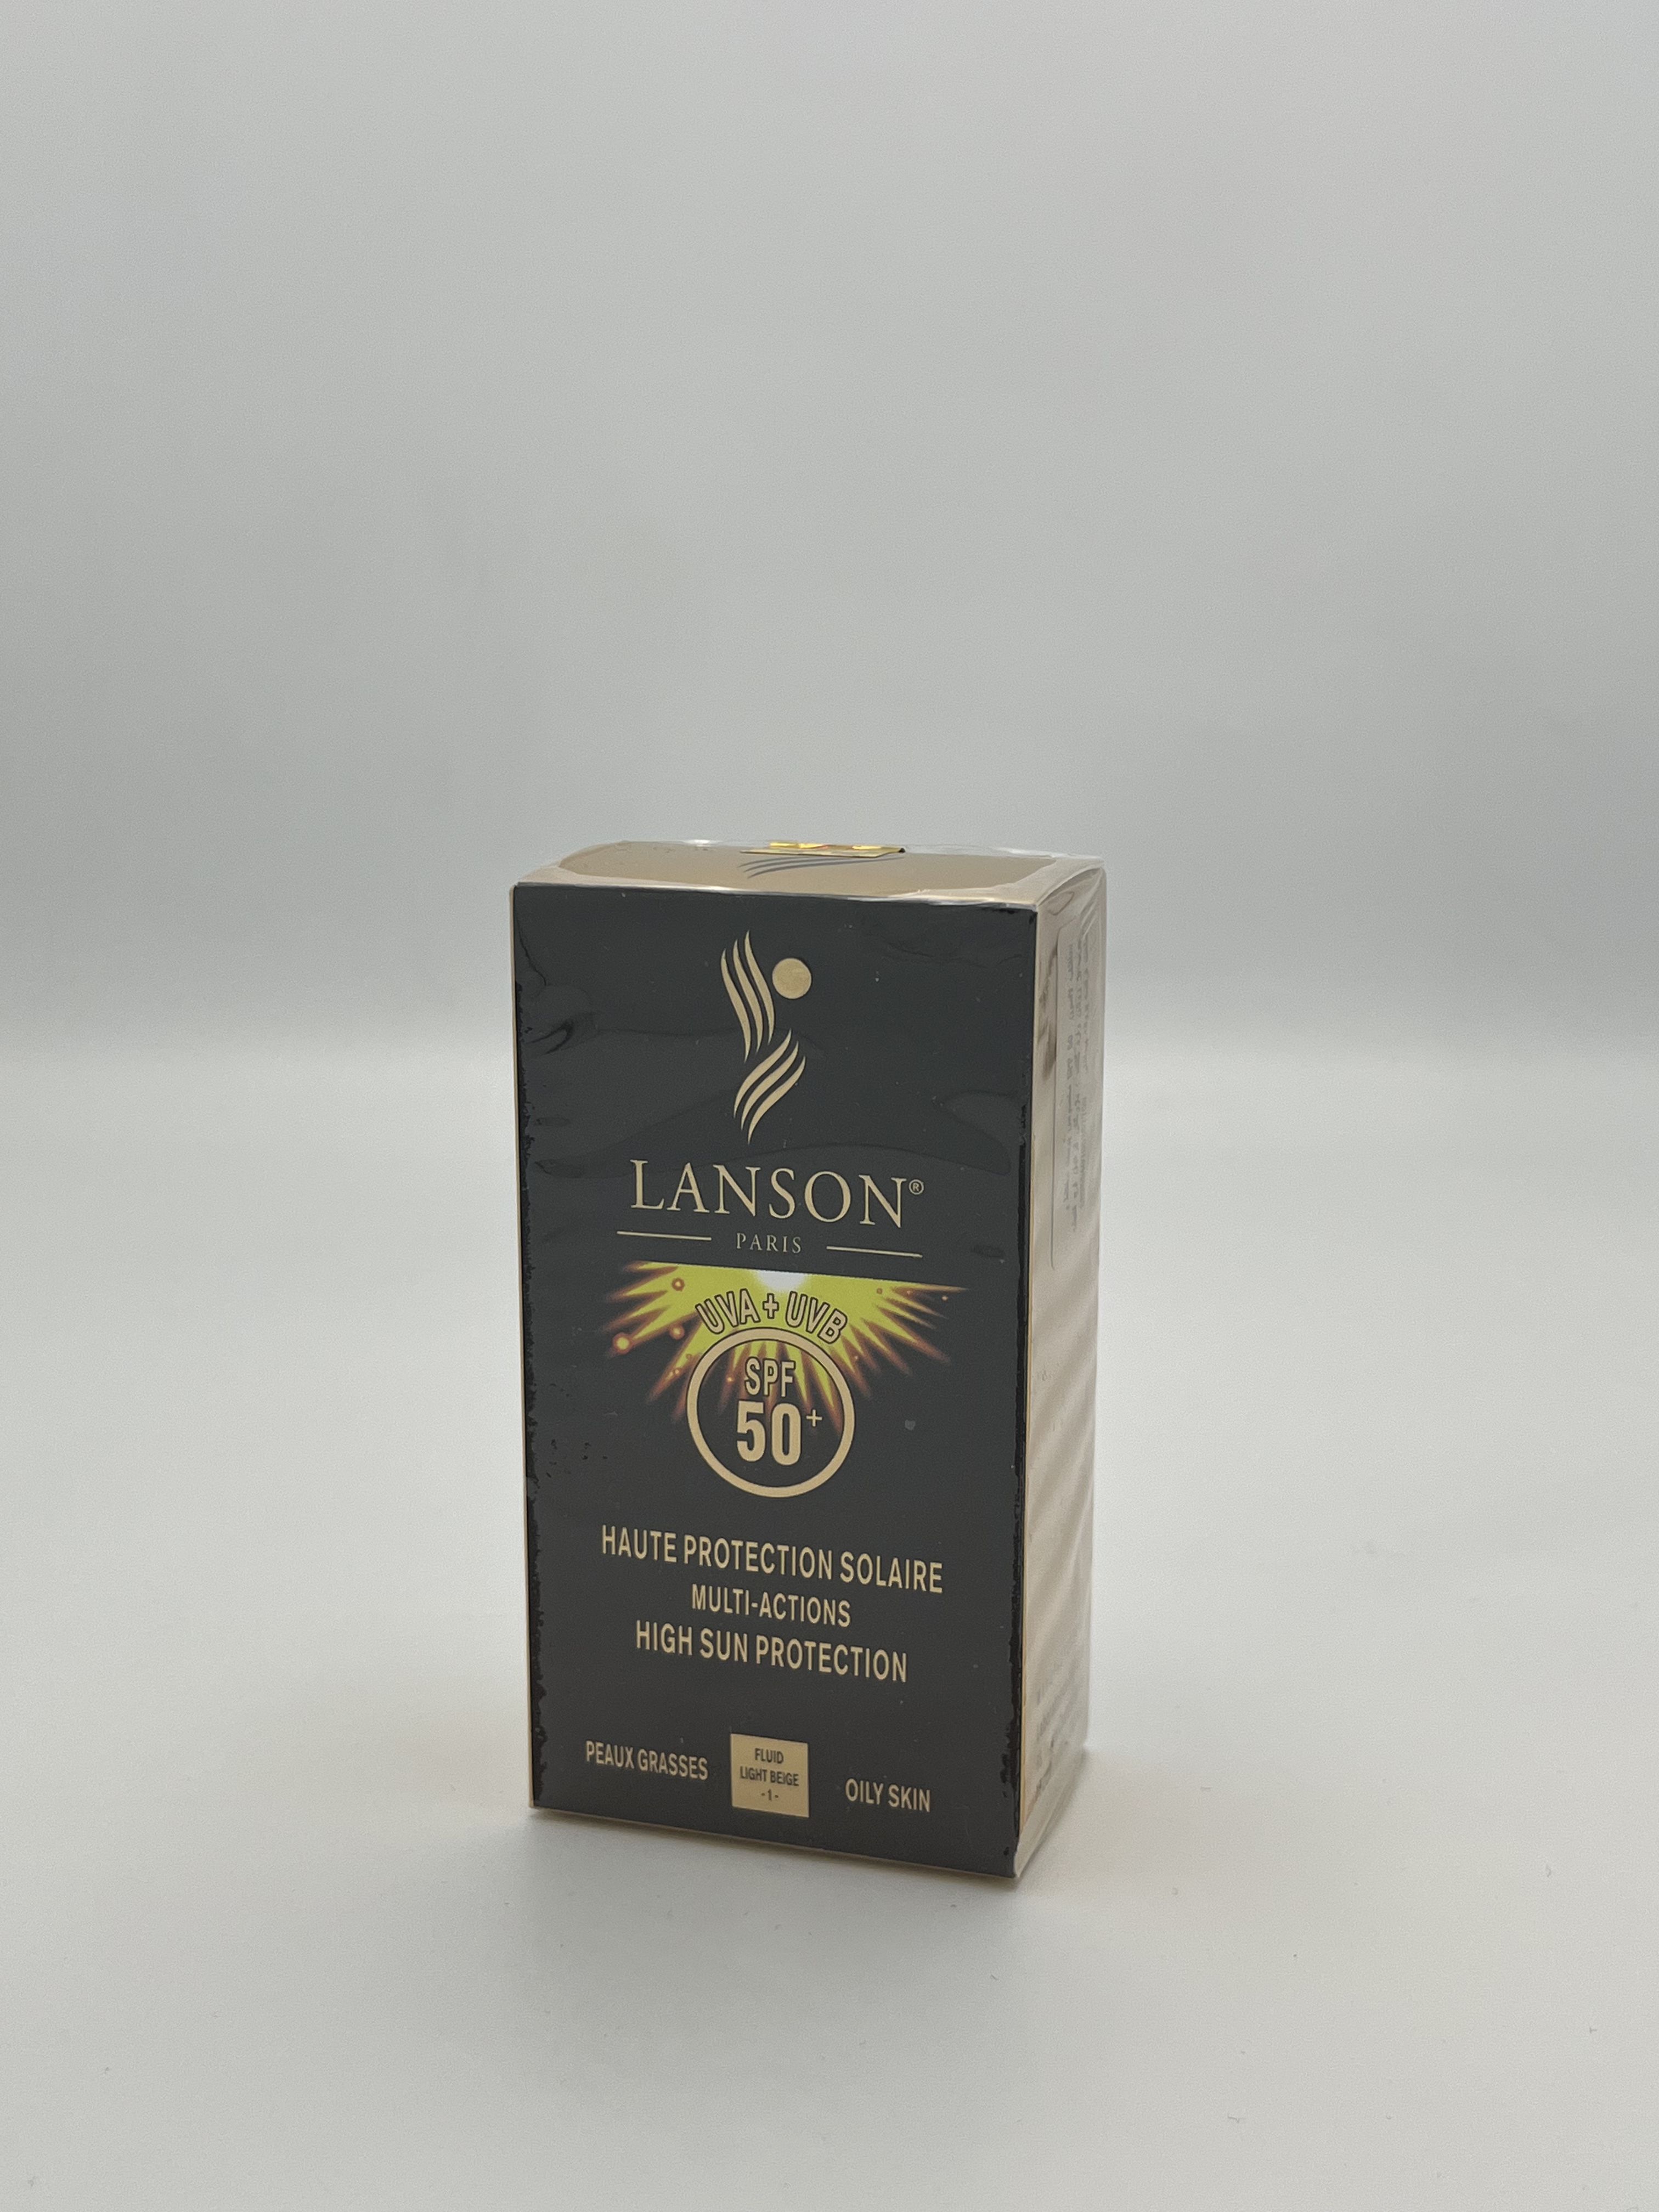 LANSON®
PARIS
UVA + UVB
SPF
50+
HAUTE PROTECTION SOLAIRE
MULTI-ACTIONS
HIGH SUN PROTECTION
PEAUX GRASSES
FLUID
LIGHT BEIGE
-1-
OILY SKIN